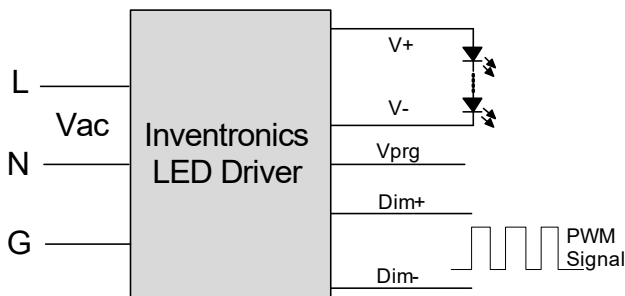 L
Vac
N
G
Inventronics
LED Driver
V+
V-
Vprg
Dim+
Dim-
PWM
Signal